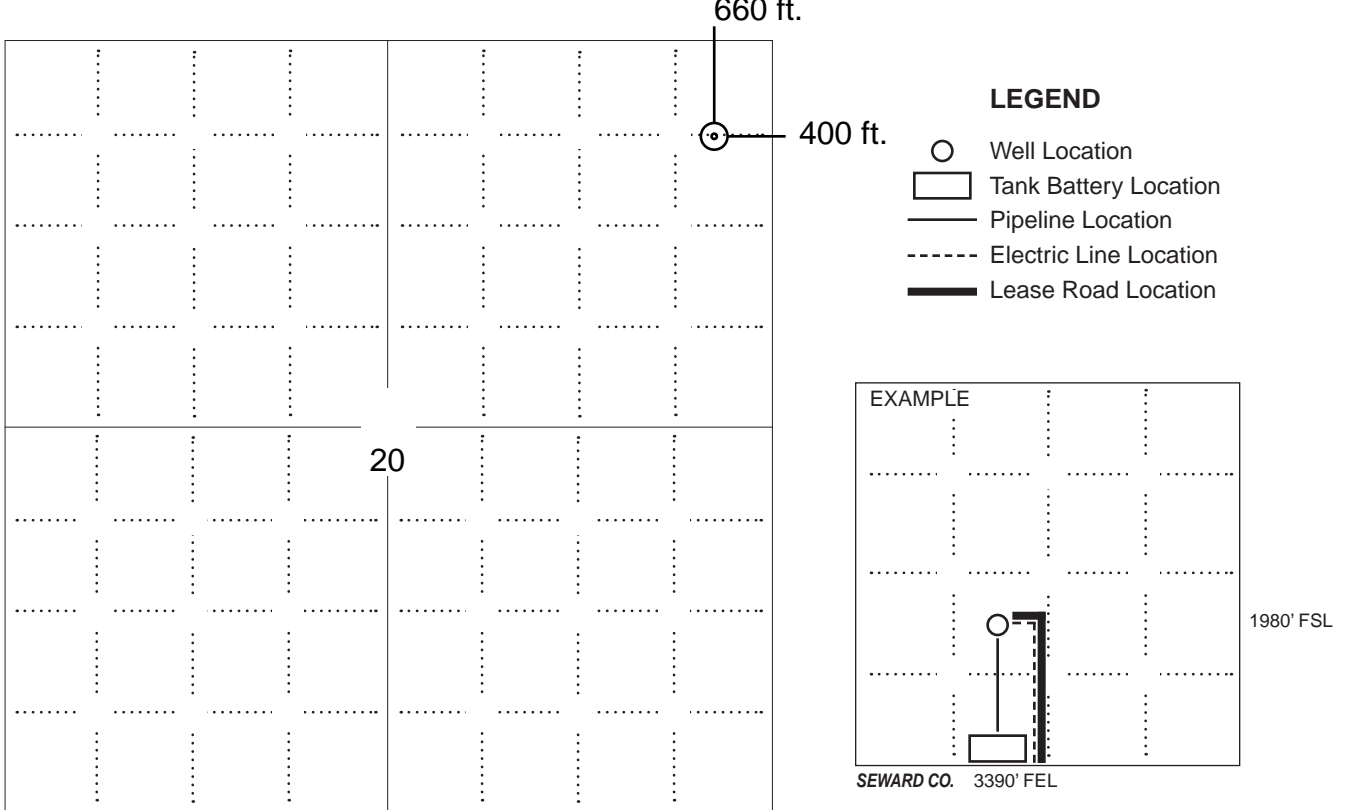 660 ft.
400 ft.
20
LEGEND
Well Location
Tank Battery Location
Pipeline Location
Electric Line Location
Lease Road Location
EXAMPLE
1980’ FSL
SEWARD CO. 3390’ FEL